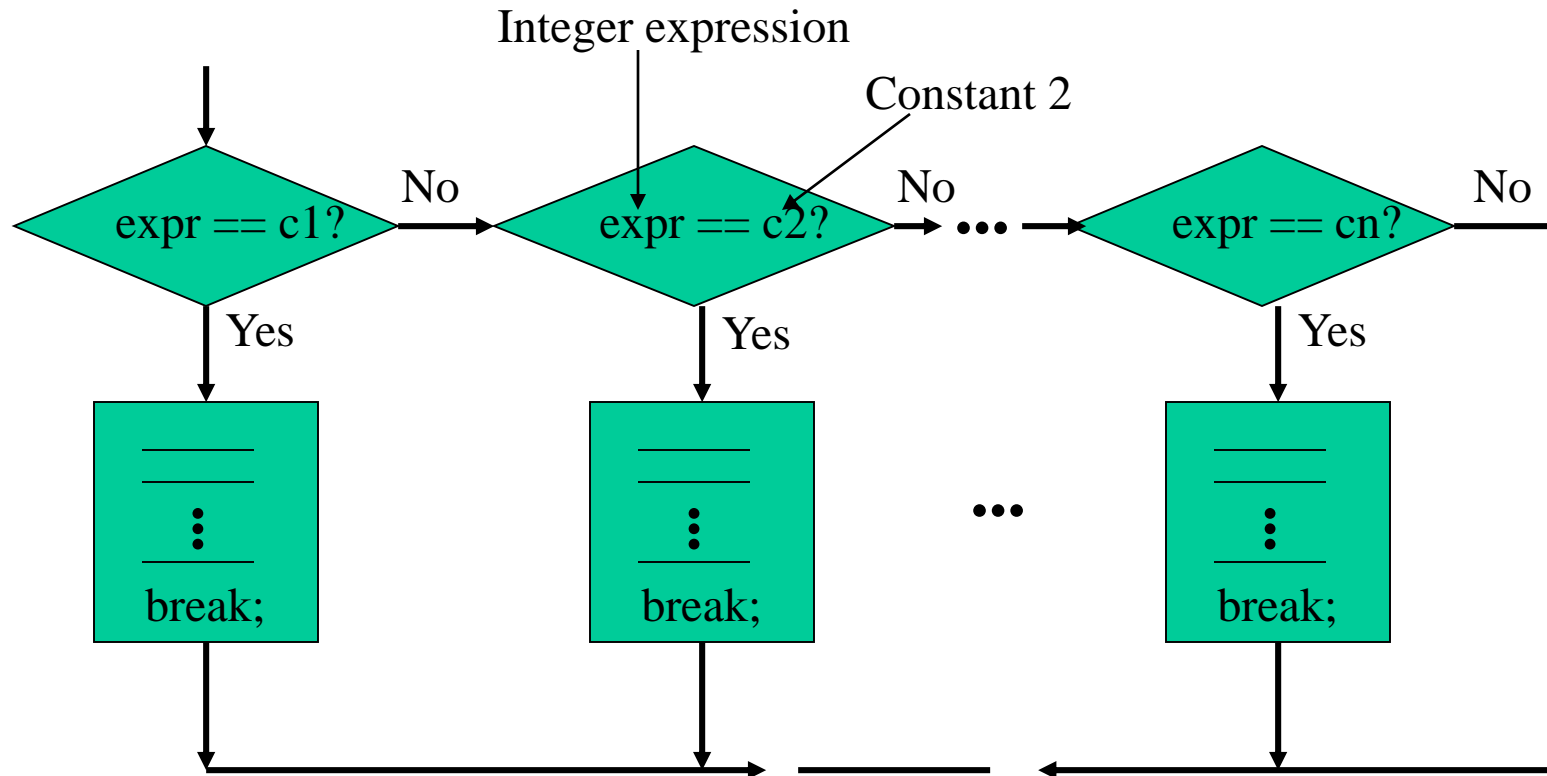 Integer expression
Constant 2
expr == c1?
No
expr == c2?
No
•••
expr == cn?
No
Yes
Yes
Yes
break;
break;
•••
break;